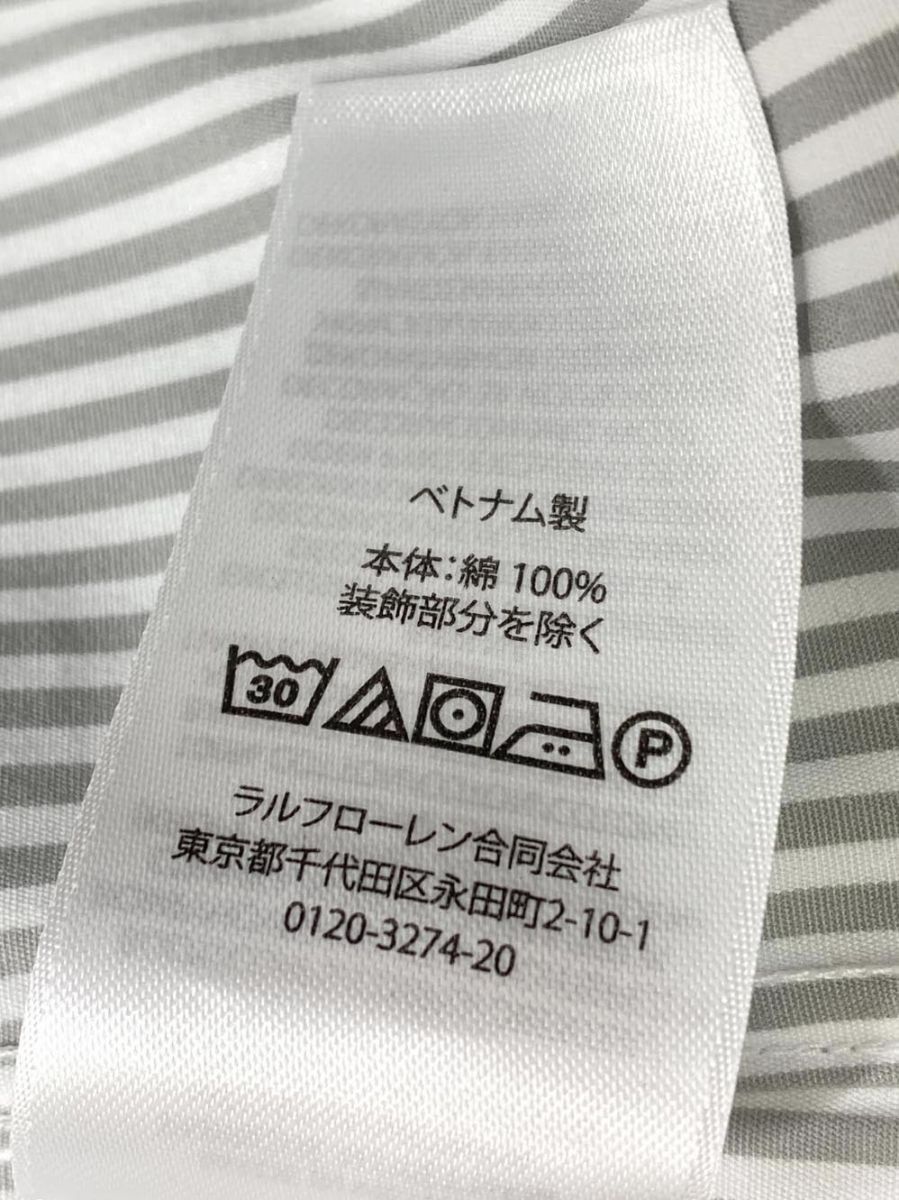 ベトナム製
本体：綿 100%
装飾部分を除く
30 P
ラルフローレン合同会社
東京都千代田区永田町2-10-1
0120-3274-20